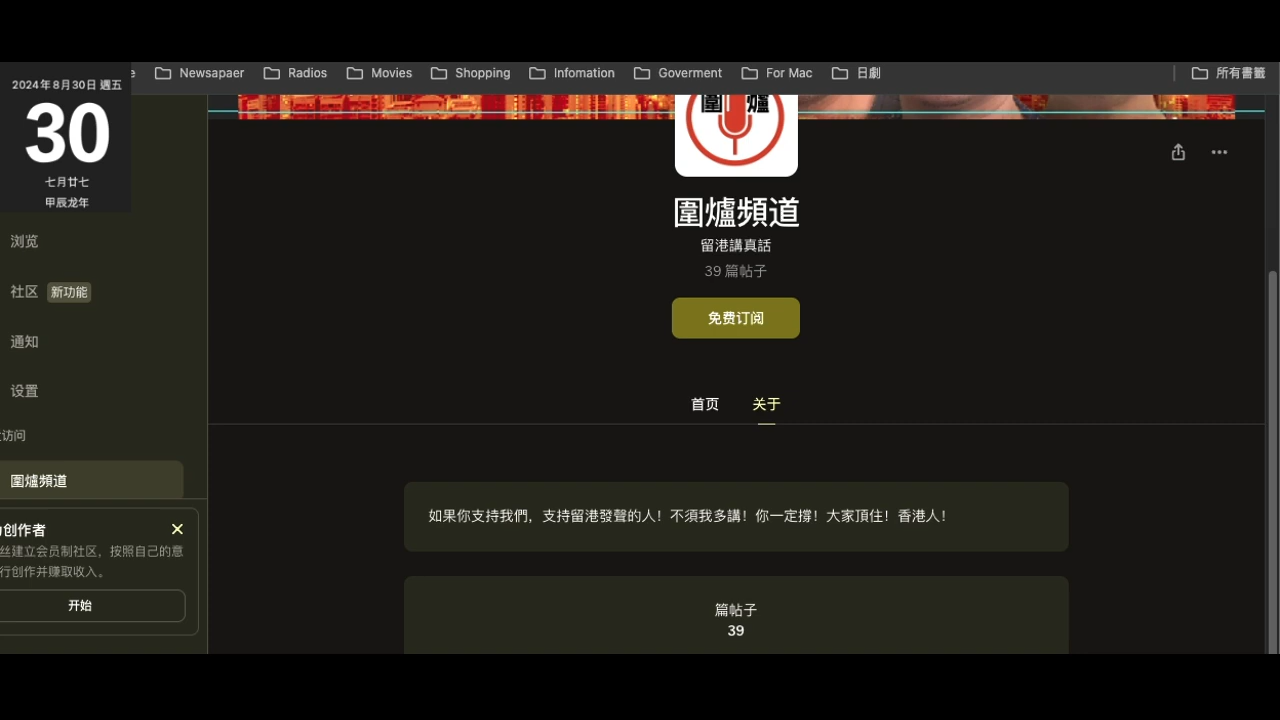 e
Newsapaer
Radios
Movies
Shopping
Infomation
Goverment
For Mac
日劇
所有書籤
2024年8月30日 週五
30
七月廿七
甲辰龙年
圍爐
圍爐頻道
留港講真話
39 篇帖子
免费订阅
浏览
社区 新功能
通知
设置
访问
圍爐頻道
首页 关于
创作者
丝建立会员制社区，按照自己的意
行创作并赚取收入。
开始
如果你支持我們，支持留港發聲的人！不須我多講！你一定撐！大家頂住！香港人！
篇帖子
39